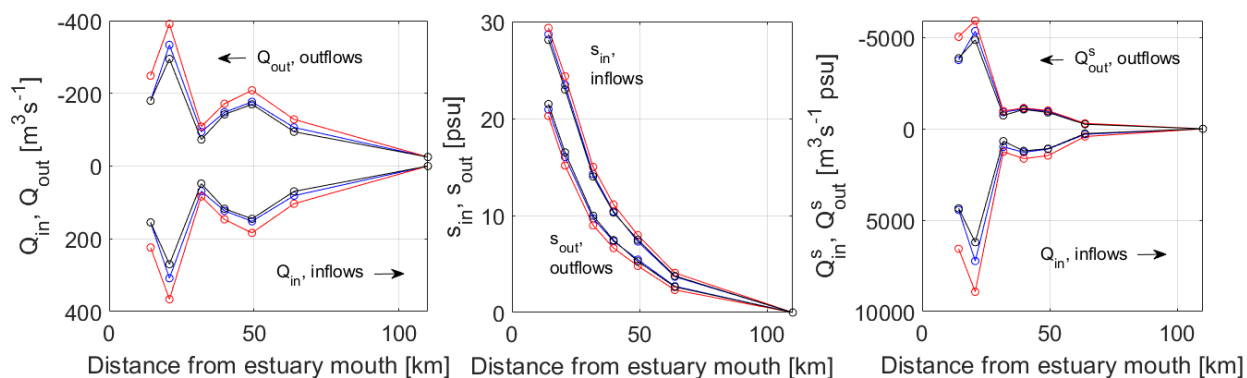 -400
-200
0
200
400
Q_in, Q_out [m³s⁻¹]
← Q_out, outflows
Q_in, inflows →
0
50
100
Distance from estuary mouth [km]
30
20
10
0
s_in, s_out [psu]
s_in,
inflows
s_out,
outflows
0
50
100
Distance from estuary mouth [km]
-5000
0
5000
10000
Q^s_in, Q^s_out [m³s⁻¹ psu]
← Q^s_out, outflows
Q_in, inflows →
0
50
100
Distance from estuary mouth [km]